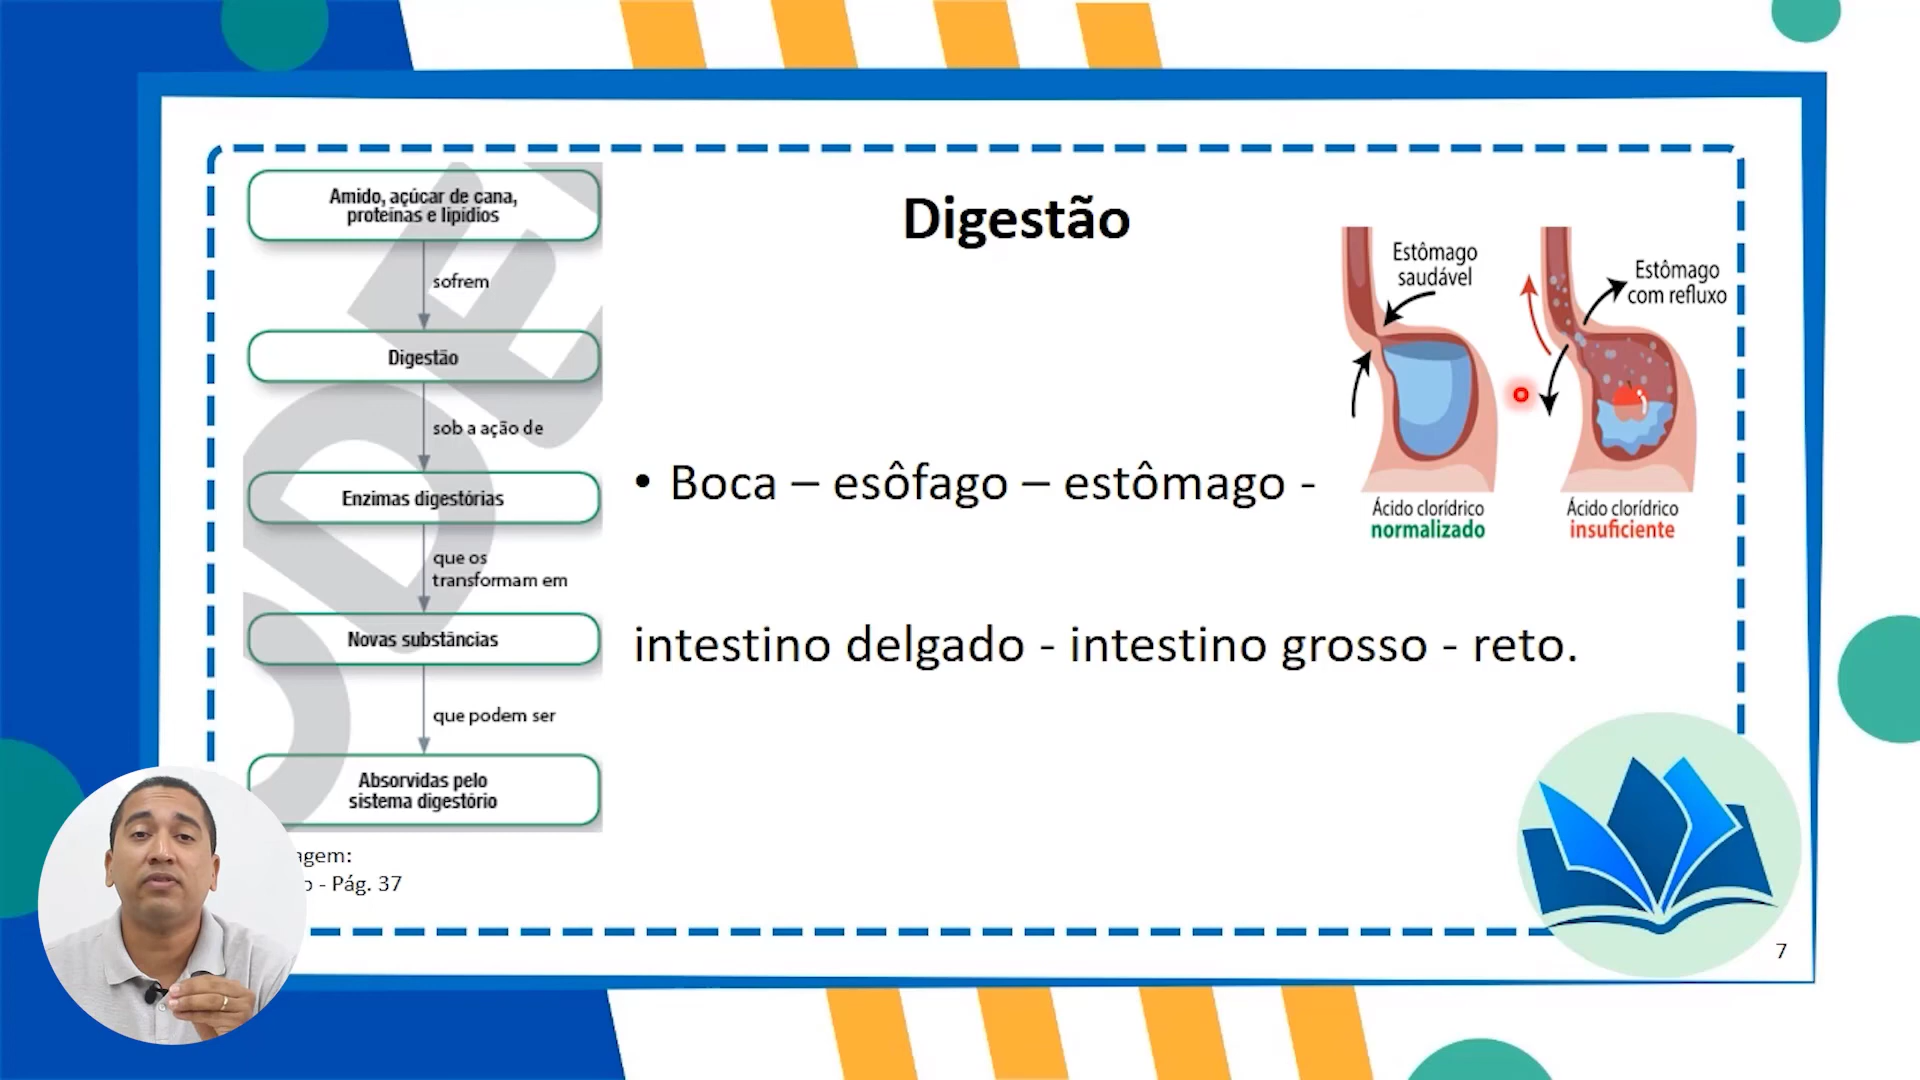 Digestão
Amido, açúcar de cana,
proteínas e lipídios
sofrem
Digestão
sob a ação de
Enzimas digestórias
que os
transformam em
Novas substâncias
que podem ser
Absorvidas pelo
sistema digestório
agem:
- Pág. 37
• Boca – esôfago – estômago -
intestino delgado - intestino grosso - reto.
Estômago
saudável
Ácido clorídrico
normalizado
Estômago
com refluxo
Ácido clorídrico
insuficiente
7